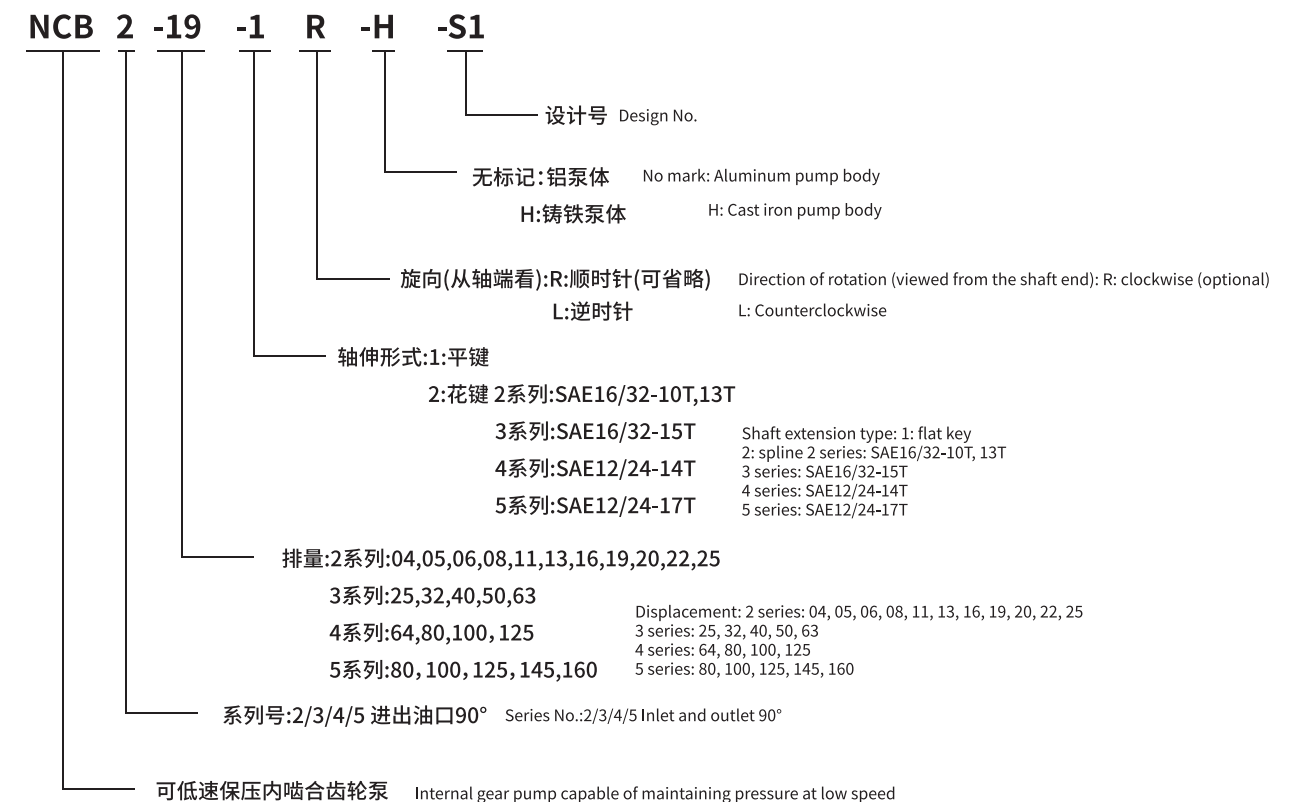 NCB 2 -19 -1 R -H -S1
设计号 Design No.
无标记:铝泵体 No mark: Aluminum pump body
H:铸铁泵体 H: Cast iron pump body
旋向(从轴端看):R:顺时针(可省略) Direction of rotation (viewed from the shaft end): R: clockwise (optional)
L:逆时针 L: Counterclockwise
轴伸形式:1:平键
2:花键 2系列:SAE16/32-10T,13T
3系列:SAE16/32-15T
4系列:SAE12/24-14T
5系列:SAE12/24-17T
Shaft extension type: 1: flat key
2: spline 2 series: SAE16/32-10T, 13T
3 series: SAE16/32-15T
4 series: SAE12/24-14T
5 series: SAE12/24-17T
排量:2系列:04,05,06,08,11,13,16,19,20,22,25
3系列:25,32,40,50,63
4系列:64,80,100，125
5系列:80，100，125，145,160
Displacement: 2 series: 04, 05, 06, 08, 11, 13, 16, 19, 20, 22, 25
3 series: 25, 32, 40, 50, 63
4 series: 64, 80, 100, 125
5 series: 80, 100, 125, 145, 160
系列号:2/3/4/5 进出油口90° Series No.:2/3/4/5 Inlet and outlet 90°
可低速保压内啮合齿轮泵 Internal gear pump capable of maintaining pressure at low speed